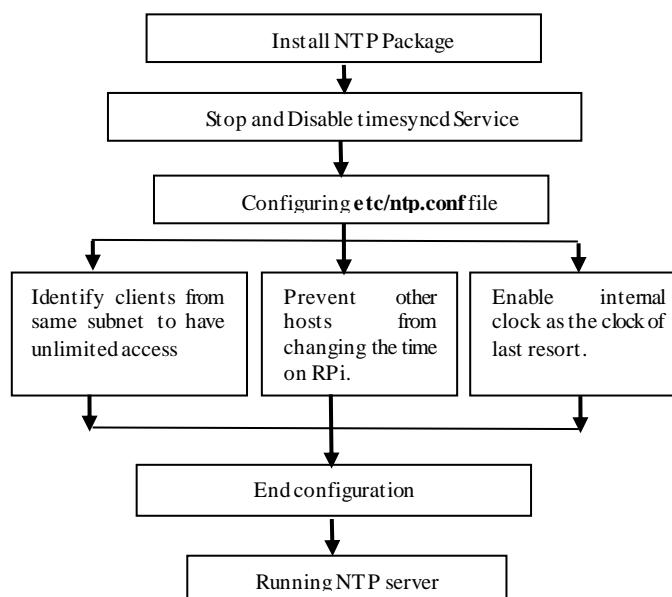 Install NTP Package
Stop and Disable timesyncd Service
Configuring etc/ntp.conf file
Identify clients from
same subnet to have
unlimited access
Prevent other
hosts from
changing the time
on RPi.
Enable internal
clock as the clock of
last resort.
End configuration
Running NTP server